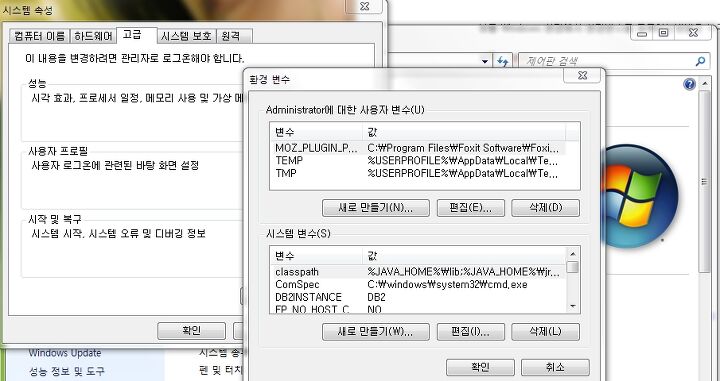 시스템 속성
컴퓨터 이름 하드웨어 고급 시스템 보호 원격
이 내용을 변경하려면 관리자로 로그온해야 합니다.
성능
시각 효과, 프로세서 일정, 메모리 사용 및 가상 메
사용자 프필
사용자 로그온에 관련된 바탕 화면 설정
시작 및 복구
시스템 시작, 시스템 오류 및 디버깅 정보
확인
제어판 검색
환경 변수
Administrator에 대한 사용자 변수(U)
변수 값
MOZ_PLUGIN_P... C:\Program Files\Foxit Software\Foxi...
TEMP %USERPROFILE%\AppData\Local\Te...
TMP %USERPROFILE%\AppData\Local\Te...
새로 만들기(N)... 편집(E)... 삭제(D)
시스템 변수(S)
변수 값
classpath %JAVA_HOME%\lib;%JAVA_HOME%\jr...
ComSpec C:\windows\system32\cmd.exe
DB2INSTANCE DB2
FP_NO_HOST_C NO
새로 만들기(W)... 편집(I)... 삭제(L)
확인 취소
Windows Update
성능 정보 및 도구
시스템
펜 및 터치